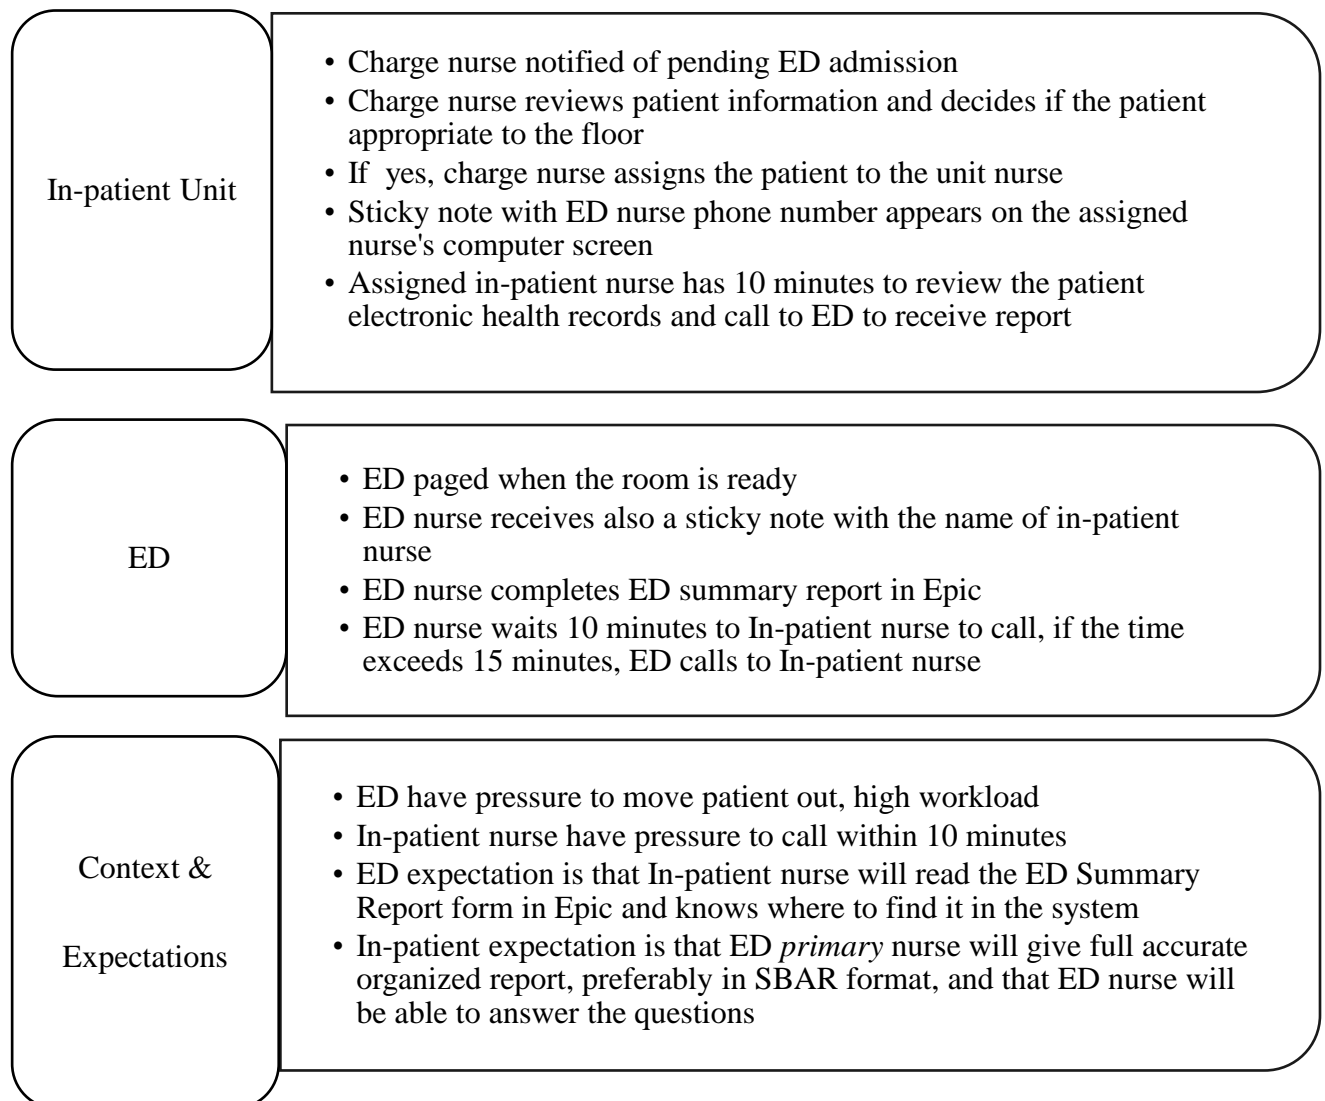 In-patient Unit
• Charge nurse notified of pending ED admission
• Charge nurse reviews patient information and decides if the patient
appropriate to the floor
• If  yes, charge nurse assigns the patient to the unit nurse
• Sticky note with ED nurse phone number appears on the assigned
nurse's computer screen
• Assigned in-patient nurse has 10 minutes to review the patient
electronic health records and call to ED to receive report
ED
• ED paged when the room is ready
• ED nurse receives also a sticky note with the name of in-patient
nurse
• ED nurse completes ED summary report in Epic
• ED nurse waits 10 minutes to In-patient nurse to call, if the time
exceeds 15 minutes, ED calls to In-patient nurse
Context &
Expectations
• ED have pressure to move patient out, high workload
• In-patient nurse have pressure to call within 10 minutes
• ED expectation is that In-patient nurse will read the ED Summary
Report form in Epic and knows where to find it in the system
• In-patient expectation is that ED primary nurse will give full accurate
organized report, preferably in SBAR format, and that ED nurse will
be able to answer the questions